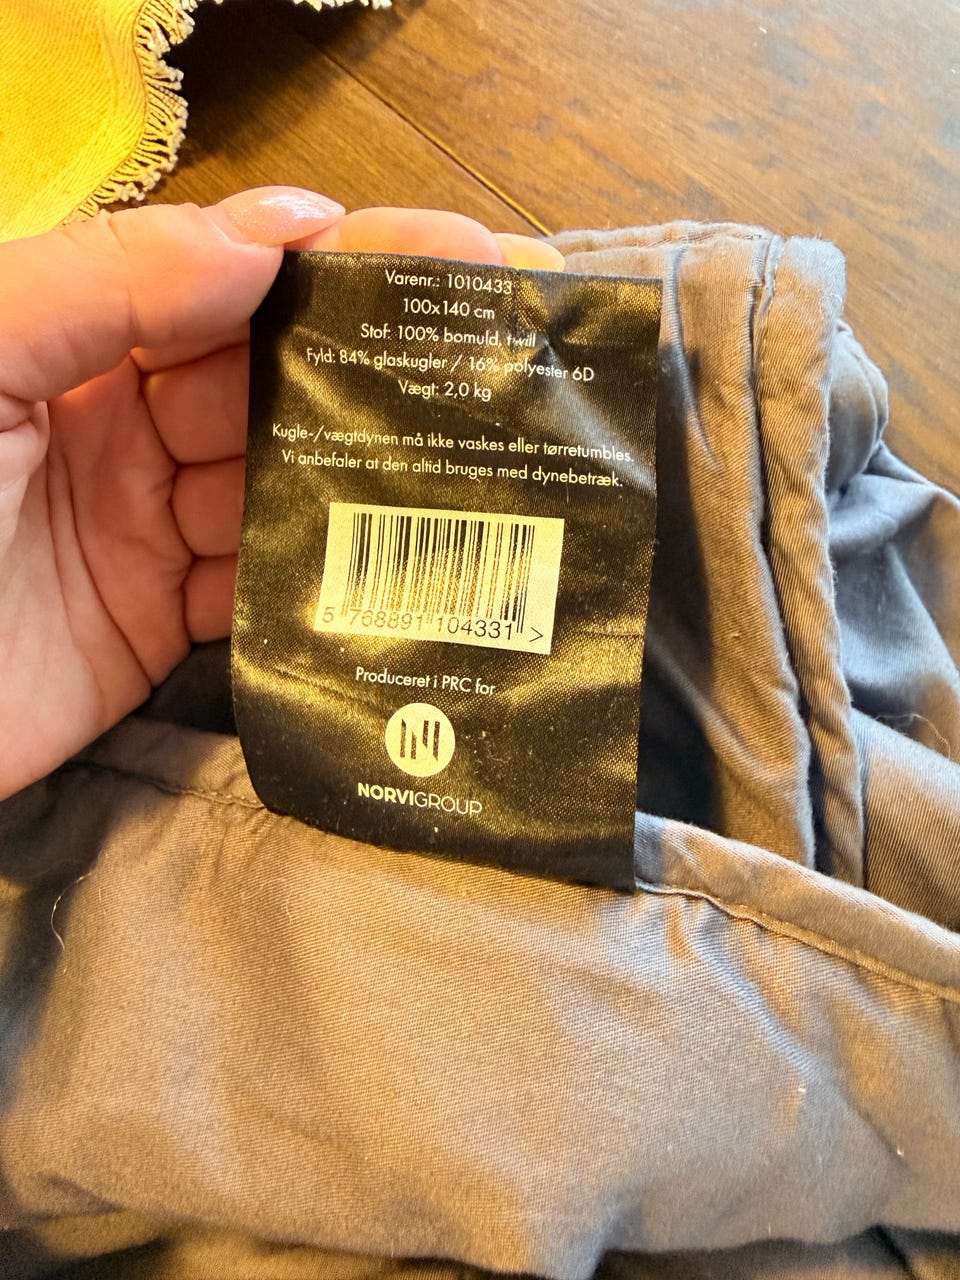 Varenr.: 1010433
100x140 cm
Stof: 100% bomuld, twill
Fyld: 84% glaskugler / 16% polyester 6D
Vægt: 2,0 kg
Kugle-/vægtdynen må ikke vaskes eller tørretumbles.
Vi anbefaler at den altid bruges med dynebetræk.
5 768891 104331 >
Produceret i PRC for
N
NORVIGROUP